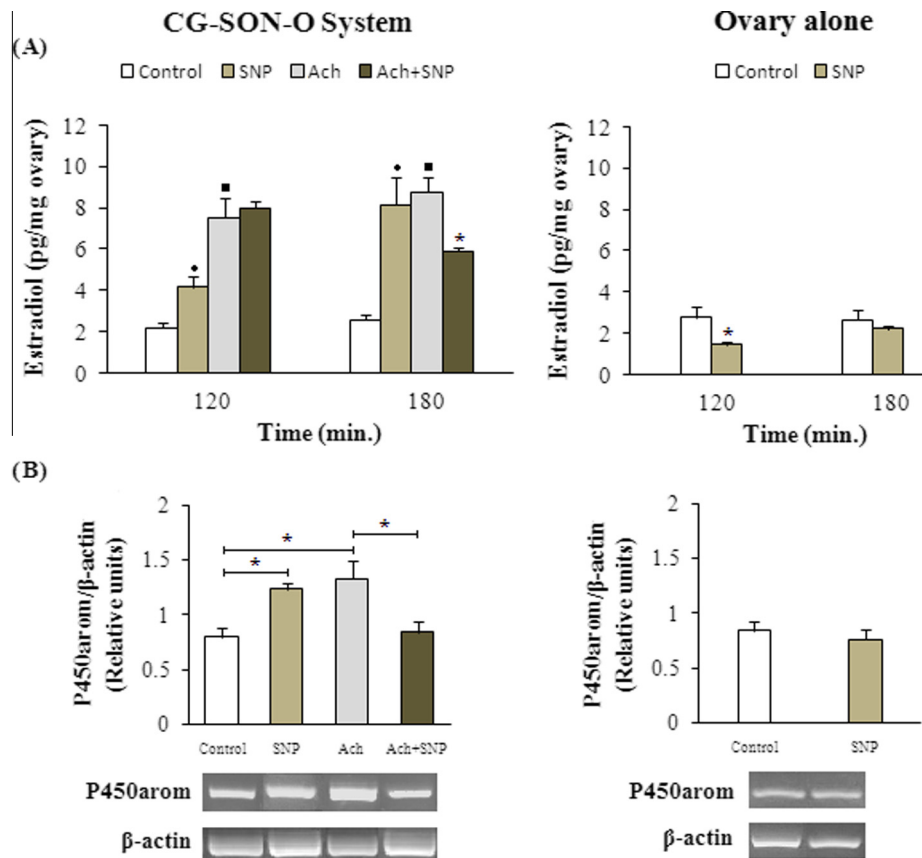 CG-SON-O System
Ovary alone
(A)
Control SNP Ach Ach+SNP
Control SNP
Estradiol (pg/mg ovary)
12
10
8
6
4
2
0
120 180
Time (min.)
Estradiol (pg/mg ovary)
12
10
8
6
4
2
0
120 180
Time (min.)
(B)
P450arom/β-actin
(Relative units)
2
1.5
1
0.5
0
* * *
Control SNP Ach Ach+SNP
P450arom
β-actin
P450arom/β-actin
(Relative units)
2
1.5
1
0.5
0
Control SNP
P450arom
β-actin